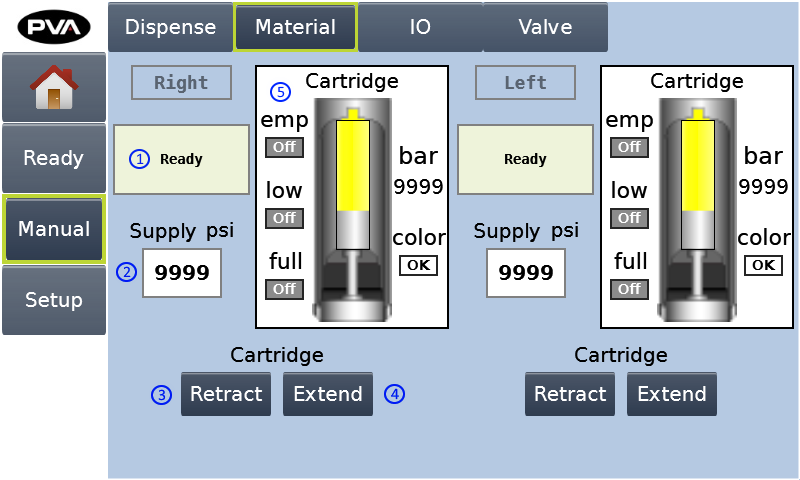 PVA
Dispense
Material
IO
Valve
Ready
Manual
Setup
Right
5
Cartridge
emp
Off
low
Off
full
Off
bar
9999
color
OK
1
Ready
Supply psi
2
9999
Cartridge
3
Retract
Extend
4
Left
Cartridge
emp
Off
low
Off
full
Off
bar
9999
color
OK
Ready
Supply psi
9999
Cartridge
Retract
Extend